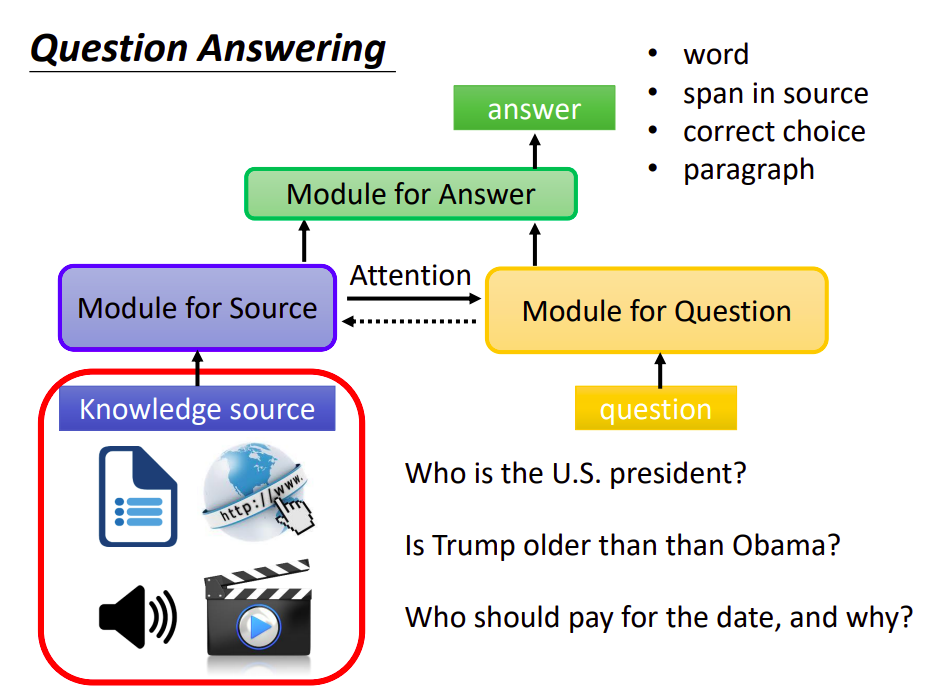 Question Answering
• word
• span in source
• correct choice
• paragraph
answer
Module for Answer
Attention
Module for Source
Module for Question
Knowledge source
question
http://www.
Who is the U.S. president?
Is Trump older than than Obama?
Who should pay for the date, and why?